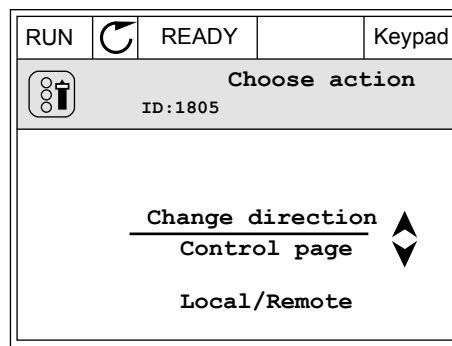 RUN READY Keypad
Choose action
ID:1805
Change direction
Control page
Local/Remote